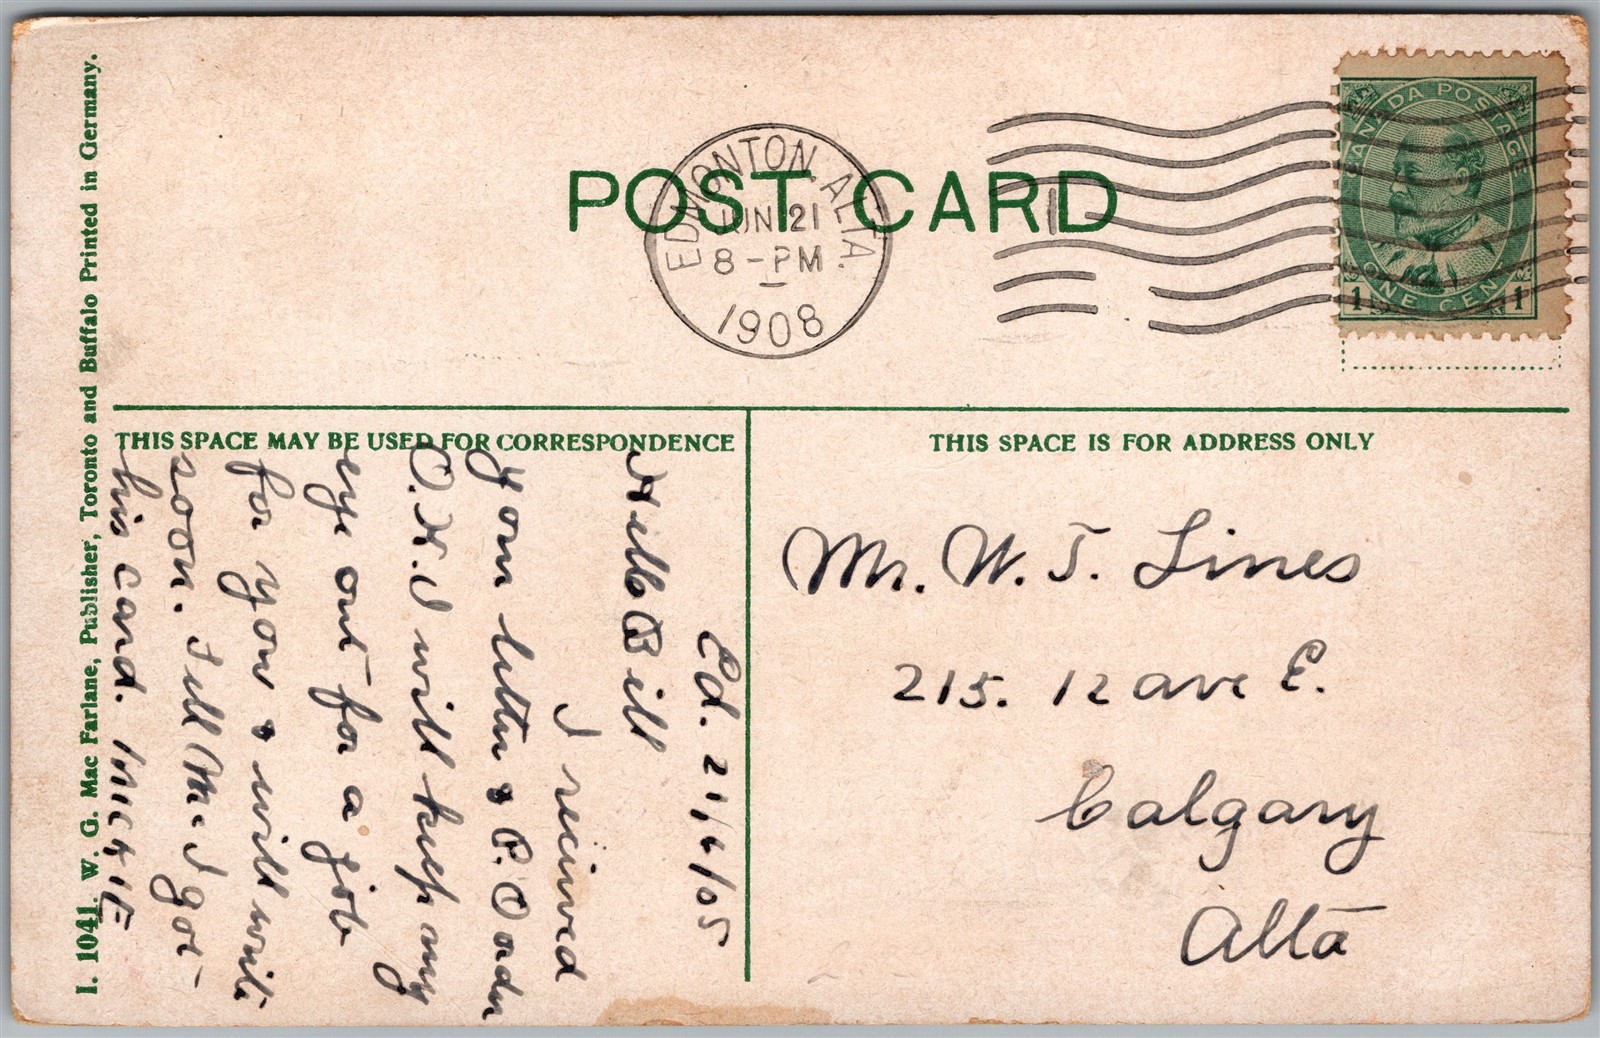 POST CARD
EDMONTON, ALTA.
JUN 21
8-PM
1908
CANADA POSTAGE
ONE CENT
1 1
THIS SPACE MAY BE USED FOR CORRESPONDENCE
THIS SPACE IS FOR ADDRESS ONLY
Ed. 21/6/08
Hello Bill
I received
your letter & P. Order
O.K. I will keep my
eye out for a job
for you & will write
soon. Tell Ma I got
his card. MICKIE
Mr. W. T. Lines
215. 12 ave E.
Calgary
Alta
I. 1041. W. G. Mac Farlane, Publisher, Toronto and Buffalo Printed in Germany.